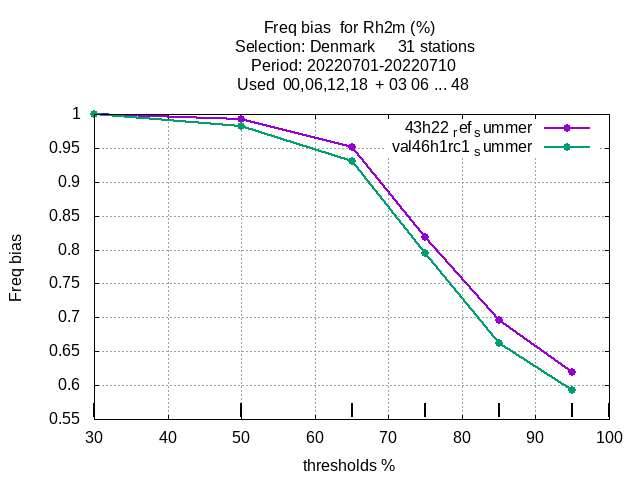 Freq bias  for Rh2m (%)
Selection: Denmark     31 stations
Period: 20220701-20220710
Used  00,06,12,18  + 03 06 ... 48
43h22 ref summer
val46h1rc1 summer
1
0.95
0.9
0.85
0.8
0.75
0.7
0.65
0.6
0.55
Freq bias
30 40 50 60 70 80 90 100
thresholds %